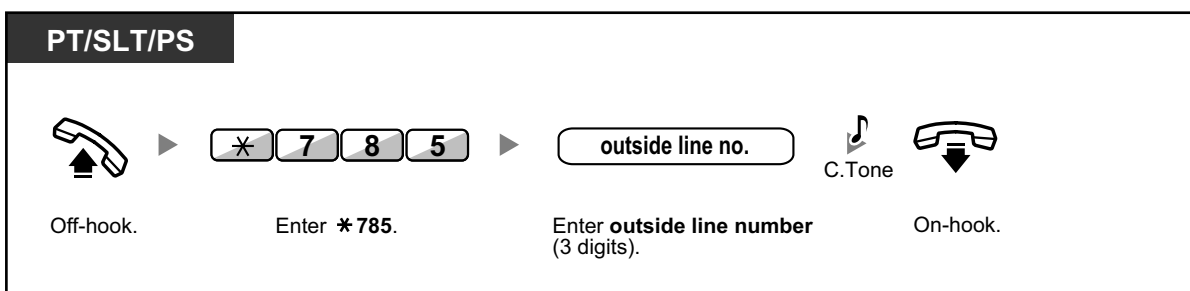 PT/SLT/PS
* 7 8 5
outside line no.
C.Tone
Off-hook.
Enter *785.
Enter outside line number
(3 digits).
On-hook.